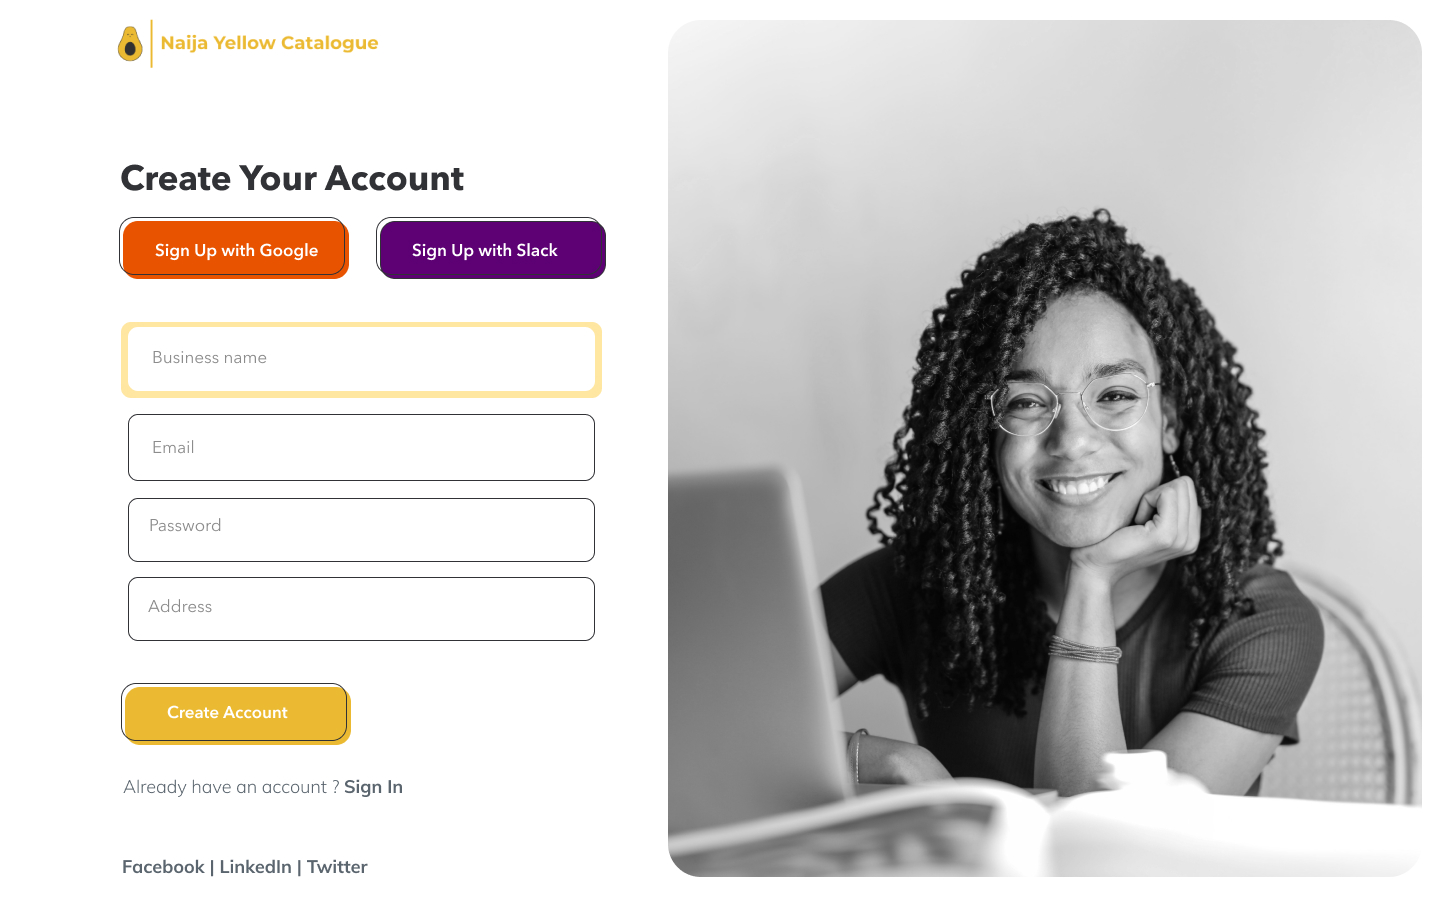 Naija Yellow Catalogue
Create Your Account
Sign Up with Google
Sign Up with Slack
Business name
Email
Password
Address
Create Account
Already have an account ? Sign In
Facebook | LinkedIn | Twitter